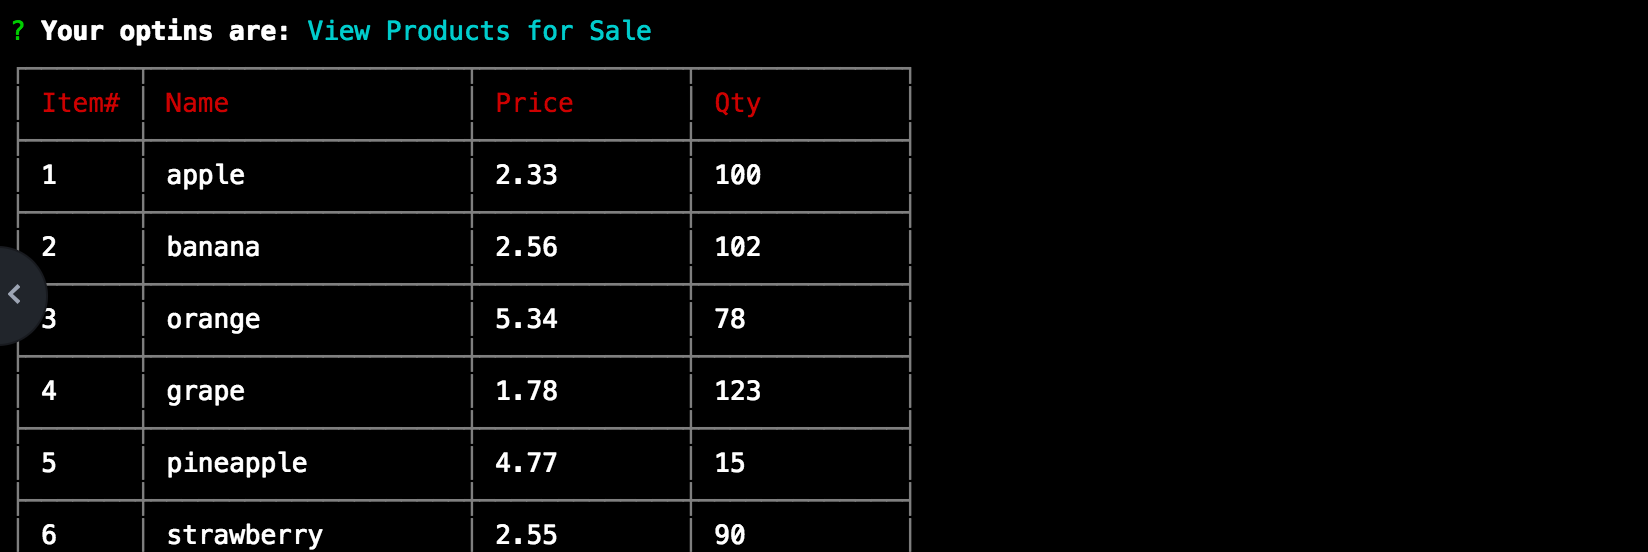 ? Your optins are: View Products for Sale
Item# Name Price Qty
1 apple 2.33 100
2 banana 2.56 102
3 orange 5.34 78
4 grape 1.78 123
5 pineapple 4.77 15
6 strawberry 2.55 90